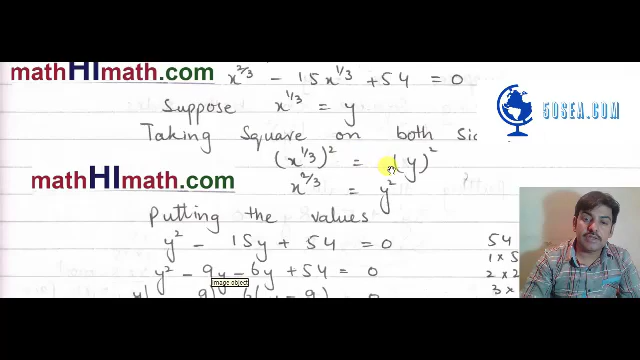 mathHImath.com
x^{2/3} - 15x^{1/3} + 54 = 0
50SEA.COM
Suppose x^{1/3} = y
Taking Square on both
(x^{1/3})^2 = (y)^2
mathHImath.com
x^{2/3} = y^2
Putting the values
y^2 - 15y + 54 = 0
54
y^2 - 9y - 6y + 54 = 0
1 x 5
image object
2 x 2
3 x